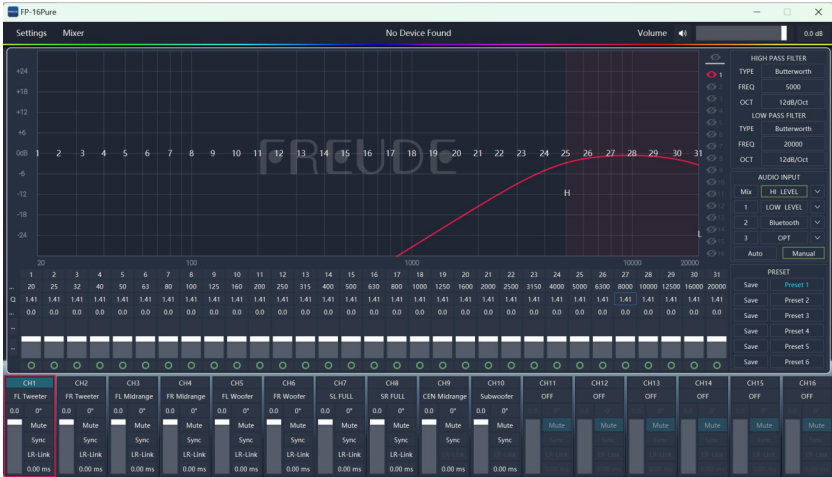 FP-16Pure
Settings Mixer No Device Found Volume 0.0 dB
HIGH PASS FILTER
TYPE Butterworth
FREQ 5000
OCT 12dB/Oct
LOW PASS FILTER
TYPE Butterworth
FREQ 20000
OCT 12dB/Oct
AUDIO INPUT
Mix HI LEVEL
1 LOW LEVEL
2 Bluetooth
3 OPT
Auto Manual
PRESET
Save Preset 1
Save Preset 2
Save Preset 3
Save Preset 4
Save Preset 5
Save Preset 6
+24
+18
+12
+6
0dB 1 2 3 4 5 6 7 8 9 10 11 12 13 14 15 16 17 18 19 20 21 22 23 24 25 26 27 28 29 30 31
FREUDE
-6
-12 H
-18
-24 L
20 100 1000 10000 20000
1 2 3 4 5 6 7 8 9 10 11 12 13 14 15 16 17 18 19 20 21 22 23 24 25 26 27 28 29 30 31
20 25 32 40 50 63 80 100 125 160 200 250 315 400 500 630 800 1000 1250 1600 2000 2500 3150 4000 5000 6300 8000 10000 12500 16000 20000
Q 1.41 1.41 1.41 1.41 1.41 1.41 1.41 1.41 1.41 1.41 1.41 1.41 1.41 1.41 1.41 1.41 1.41 1.41 1.41 1.41 1.41 1.41 1.41 1.41 1.41 1.41 1.41 1.41 1.41 1.41 1.41
0.0 0.0 0.0 0.0 0.0 0.0 0.0 0.0 0.0 0.0 0.0 0.0 0.0 0.0 0.0 0.0 0.0 0.0 0.0 0.0 0.0 0.0 0.0 0.0 0.0 0.0 0.0 0.0 0.0 0.0 0.0
CH1 CH2 CH3 CH4 CH5 CH6 CH7 CH8 CH9 CH10 CH11 CH12 CH13 CH14 CH15 CH16
FL Tweeter FR Tweeter FL Midrange FR Midrange FL Woofer FR Woofer SL FULL SR FULL CEN Midrange Subwoofer OFF OFF OFF OFF OFF OFF
0.0 0° 0.0 0° 0.0 0° 0.0 0° 0.0 0° 0.0 0° 0.0 0° 0.0 0° 0.0 0° 0.0 0°
Mute Mute Mute Mute Mute Mute Mute Mute Mute Mute Mute Mute Mute Mute Mute Mute
Sync Sync Sync Sync Sync Sync Sync Sync Sync Sync
LR-Link LR-Link LR-Link LR-Link LR-Link LR-Link LR-Link LR-Link
0.00 ms 0.00 ms 0.00 ms 0.00 ms 0.00 ms 0.00 ms 0.00 ms 0.00 ms 0.00 ms 0.00 ms